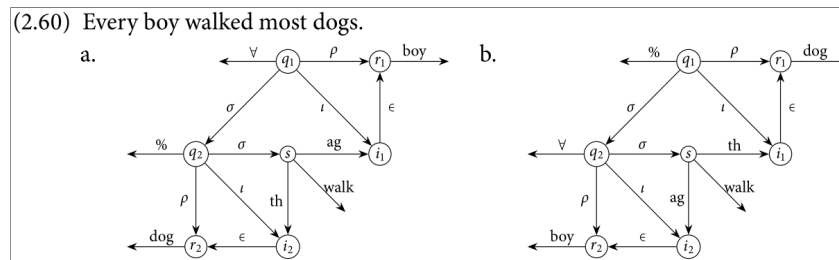 (2.60) Every boy walked most dogs.
a. b.
∀ q1 ρ r1 boy % q1 ρ r1 dog
σ ι ϵ σ ι ϵ
% q2 σ s ag i1 ∀ q2 σ s th i1
ρ ι th walk ρ ι ag walk
dog r2 ϵ i2 boy r2 ϵ i2